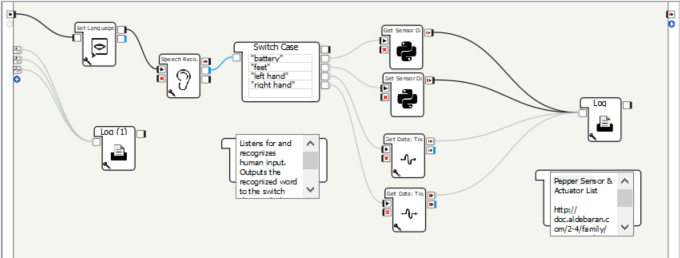 Set Language
Speech Reco.
Switch Case
"battery"
"feet"
"left hand"
"right hand"
Get Sensor D.
Get Sensor Da
Get Data: To
Get Data: To
Log
Log (1)
Listens for and
recognizes
human input.
Outputs the
recognized word
to the switch
Pepper Sensor &
Actuator List
http://
doc.aldebaran.c
om/2-4/family/